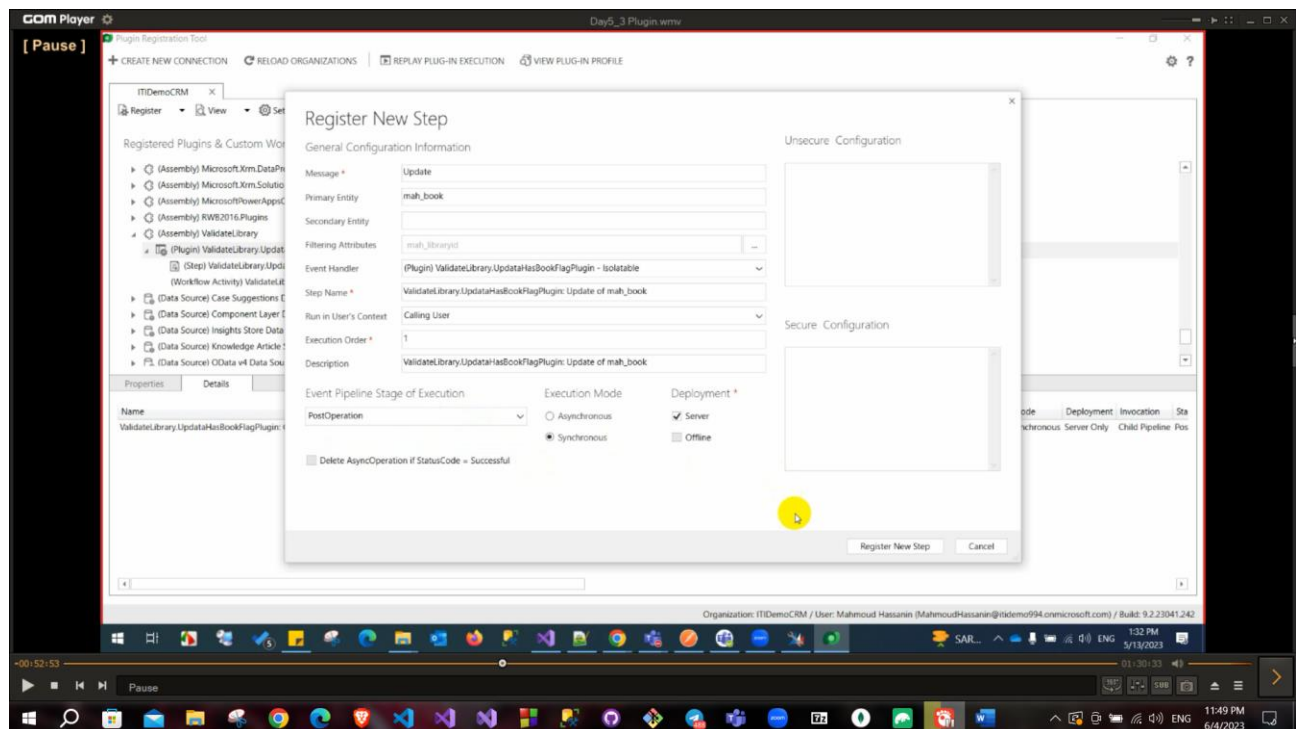 GOM Player
Day5_3 Plugin.wmv
[ Pause ]
Plugin Registration Tool
CREATE NEW CONNECTION
RELOAD ORGANIZATIONS
REPLAY PLUG-IN EXECUTION
VIEW PLUG-IN PROFILE
?
ITIDemoCRM
Register
View
Set
Registered Plugins & Custom Wor
(Assembly) Microsoft.Xrm.DataPr
(Assembly) Microsoft.Xrm.Solutio
(Assembly) MicrosoftPowerAppsC
(Assembly) RWB2016.Plugins
(Assembly) ValidateLibrary
(Plugin) ValidateLibrary.Updat
(Step) ValidateLibrary.Upda
(Workflow Activity) ValidateLib
(Data Source) Case Suggestions D
(Data Source) Component Layer D
(Data Source) Insights Store Data
(Data Source) Knowledge Article S
(Data Source) OData v4 Data Sou
Properties
Details
Name
ValidateLibrary.UpdataHasBookFlagPlugin:
Register New Step
General Configuration Information
Message *
Update
Primary Entity
mah_book
Secondary Entity
Filtering Attributes
mah_libraryid
...
Event Handler
(Plugin) ValidateLibrary.UpdataHasBookFlagPlugin - Isolatable
Step Name *
ValidateLibrary.UpdataHasBookFlagPlugin: Update of mah_book
Run in User's Context
Calling User
Execution Order *
1
Description
ValidateLibrary.UpdataHasBookFlagPlugin: Update of mah_book
Event Pipeline Stage of Execution
PostOperation
Execution Mode
Asynchronous
Synchronous
Deployment *
Server
Offline
Delete AsyncOperation if StatusCode = Successful
Unsecure Configuration
Secure Configuration
Register New Step
Cancel
ode
Deployment
Invocation
Sta
nchronous
Server Only
Child Pipeline
Pos
Organization: ITIDemoCRM / User: Mahmoud Hassanin (MahmoudHassanin@itidemo994.onmicrosoft.com) / Build: 9.2.23041.242
SAR...
ENG
1:32 PM
5/13/2023
-00:52:53
01:30:33
Pause
SUB
ENG
11:49 PM
6/4/2023